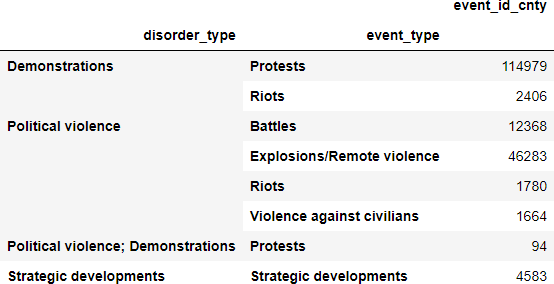 event_id_cnty
disorder_type event_type
Demonstrations Protests 114979
Riots 2406
Political violence Battles 12368
Explosions/Remote violence 46283
Riots 1780
Violence against civilians 1664
Political violence; Demonstrations Protests 94
Strategic developments Strategic developments 4583